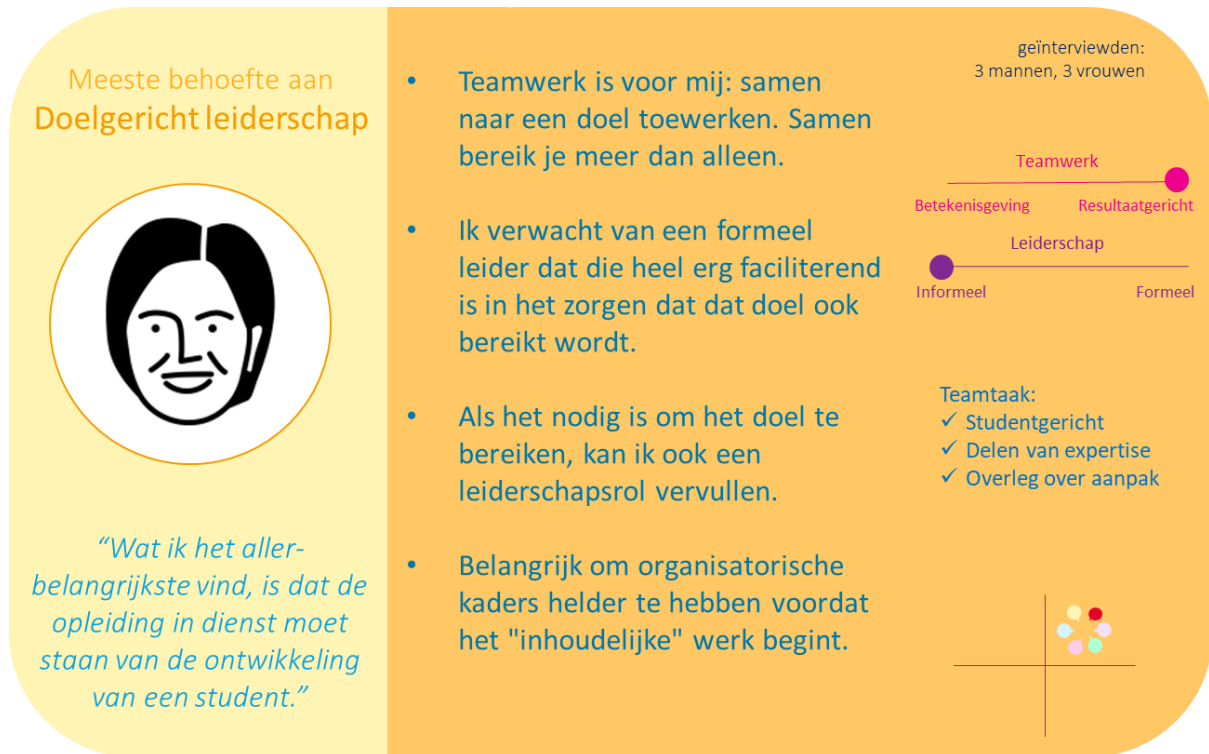 Meeste behoefte aan
Doelgericht leiderschap
“Wat ik het aller-
belangrijkste vind, is dat de
opleiding in dienst moet
staan van de ontwikkeling
van een student.”
• Teamwerk is voor mij: samen
naar een doel toewerken. Samen
bereik je meer dan alleen.
• Ik verwacht van een formeel
leider dat die heel erg faciliterend
is in het zorgen dat dat doel ook
bereikt wordt.
• Als het nodig is om het doel te
bereiken, kan ik ook een
leiderschapsrol vervullen.
• Belangrijk om organisatorische
kaders helder te hebben voordat
het "inhoudelijke" werk begint.
geïnterviewden:
3 mannen, 3 vrouwen
Teamwerk
Betekenisgeving Resultaatgericht
Leiderschap
Informeel Formeel
Teamtaak:
✓ Studentgericht
✓ Delen van expertise
✓ Overleg over aanpak